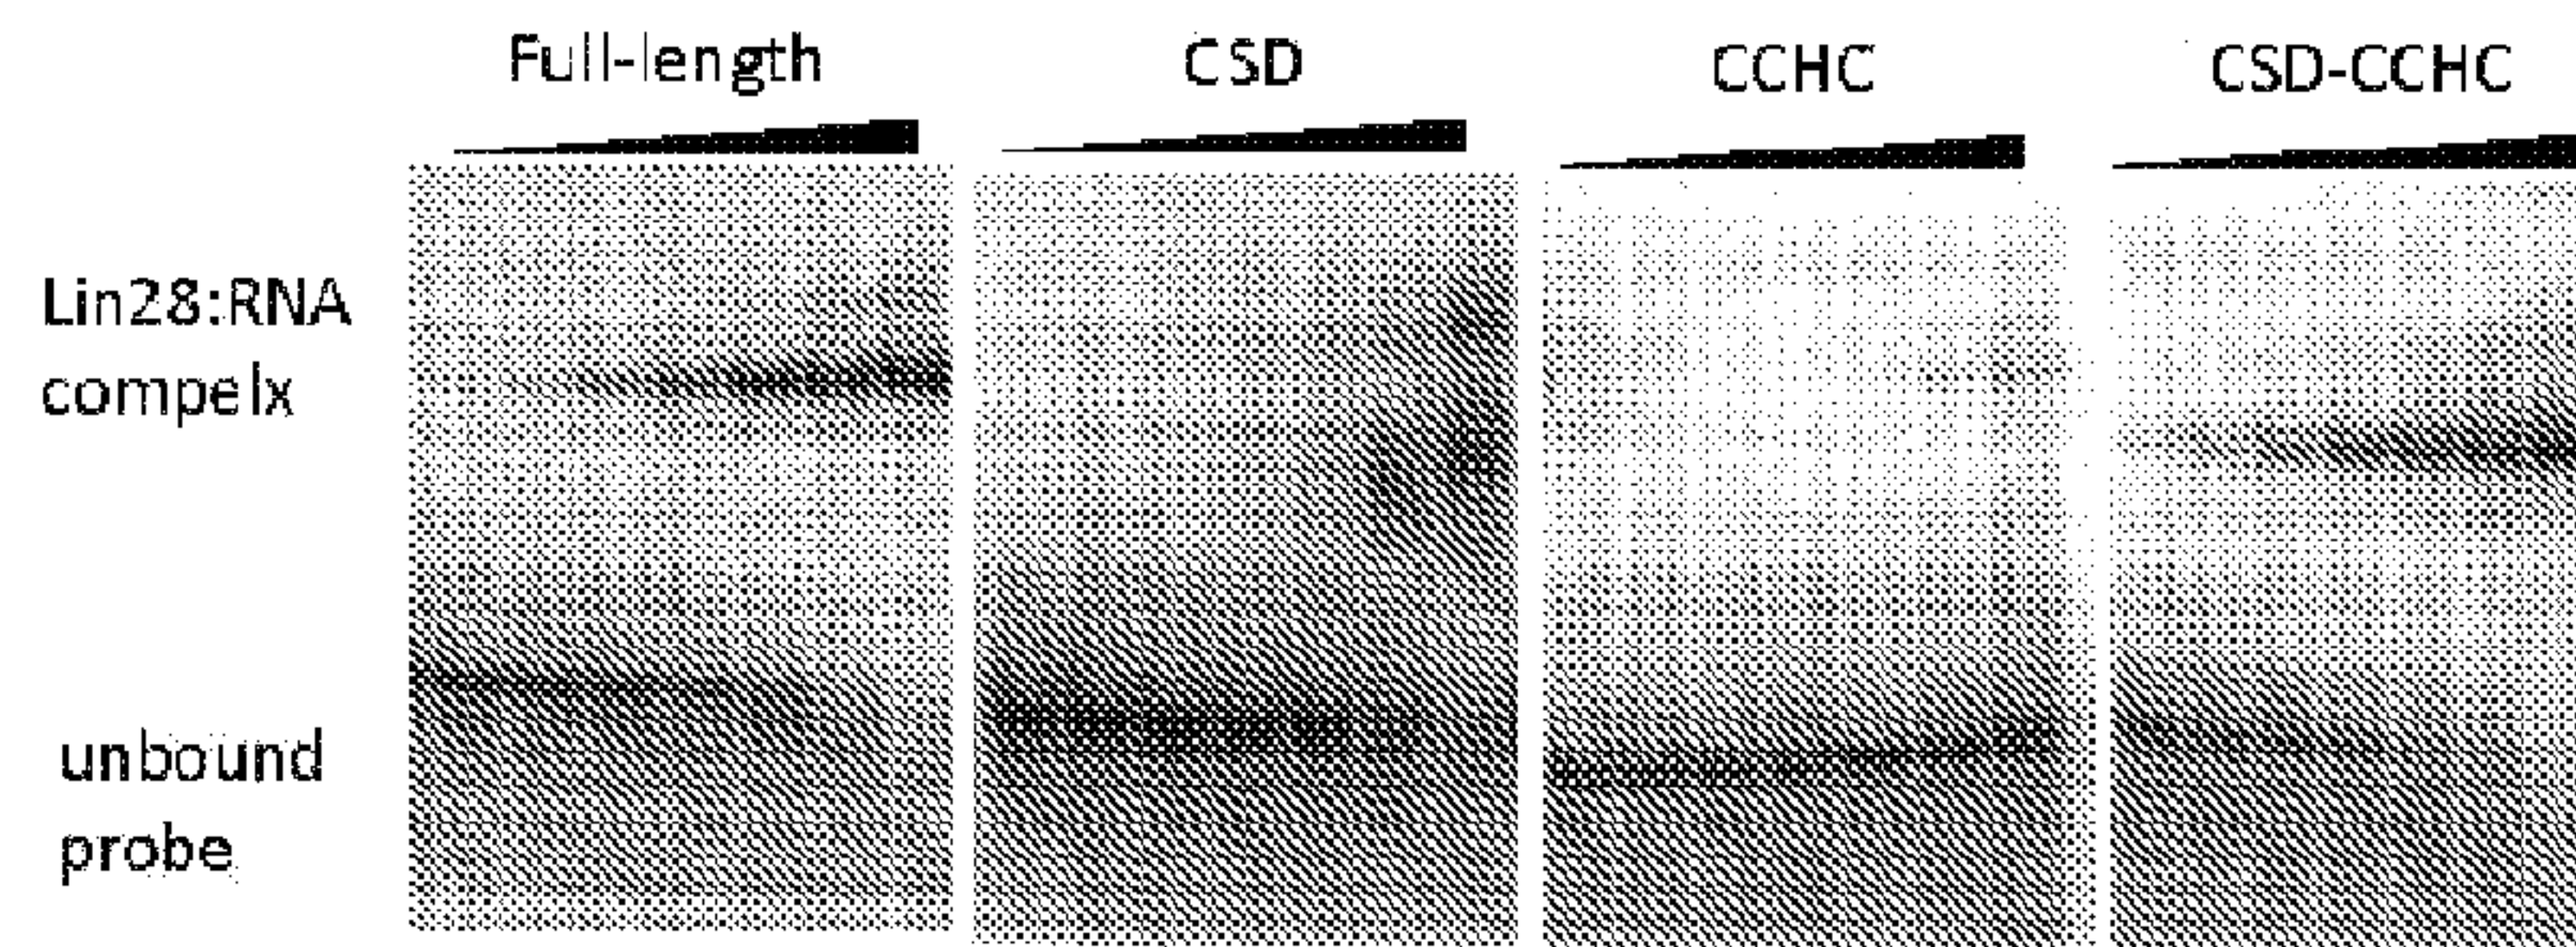 Full-length CSD CCHC CSD-CCHC
Lin28:RNA
compelx
unbound
probe